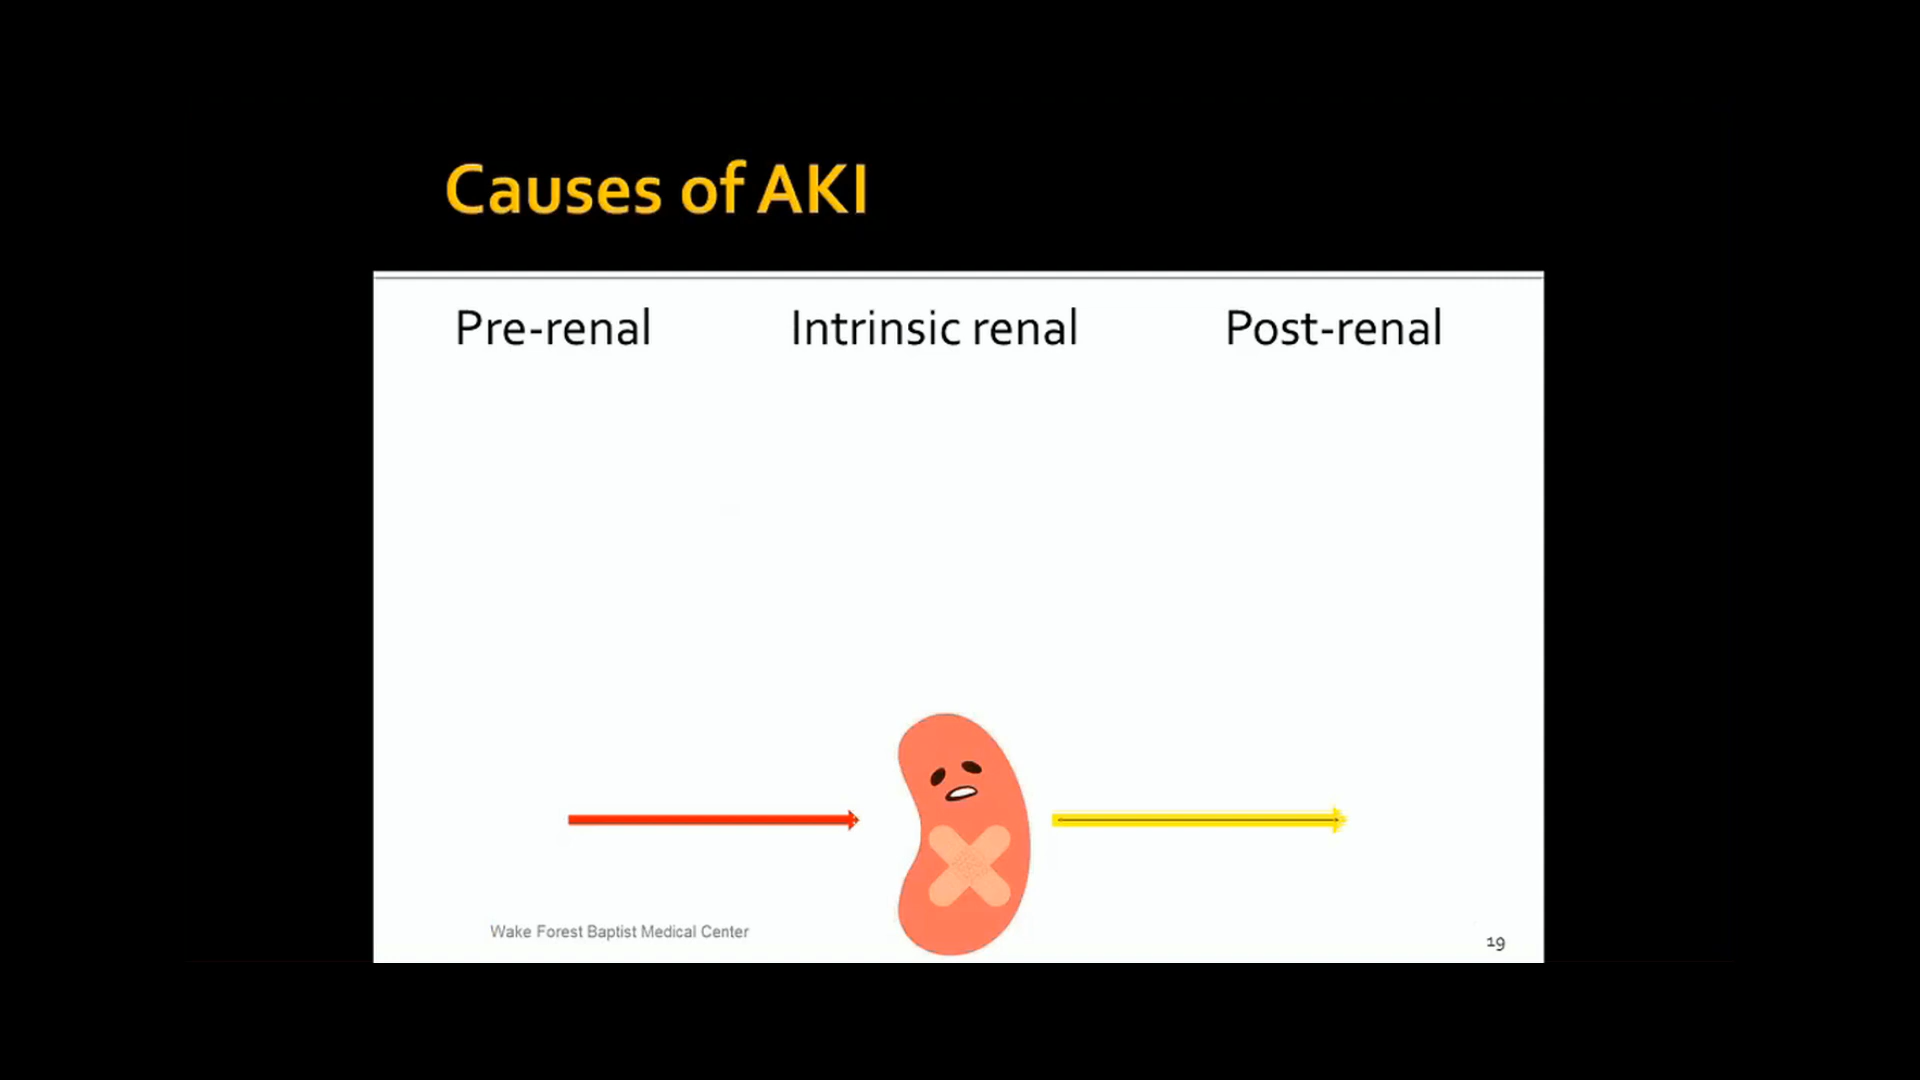 Causes of AKI
Pre-renal Intrinsic renal Post-renal
Wake Forest Baptist Medical Center
19